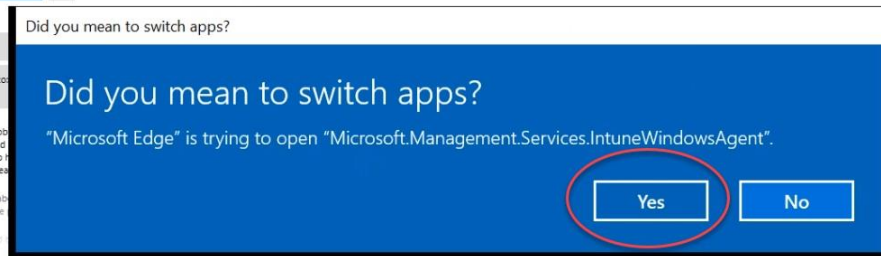 Did you mean to switch apps?
Did you mean to switch apps?
"Microsoft Edge" is trying to open "Microsoft.Management.Services.IntuneWindowsAgent".
Yes No